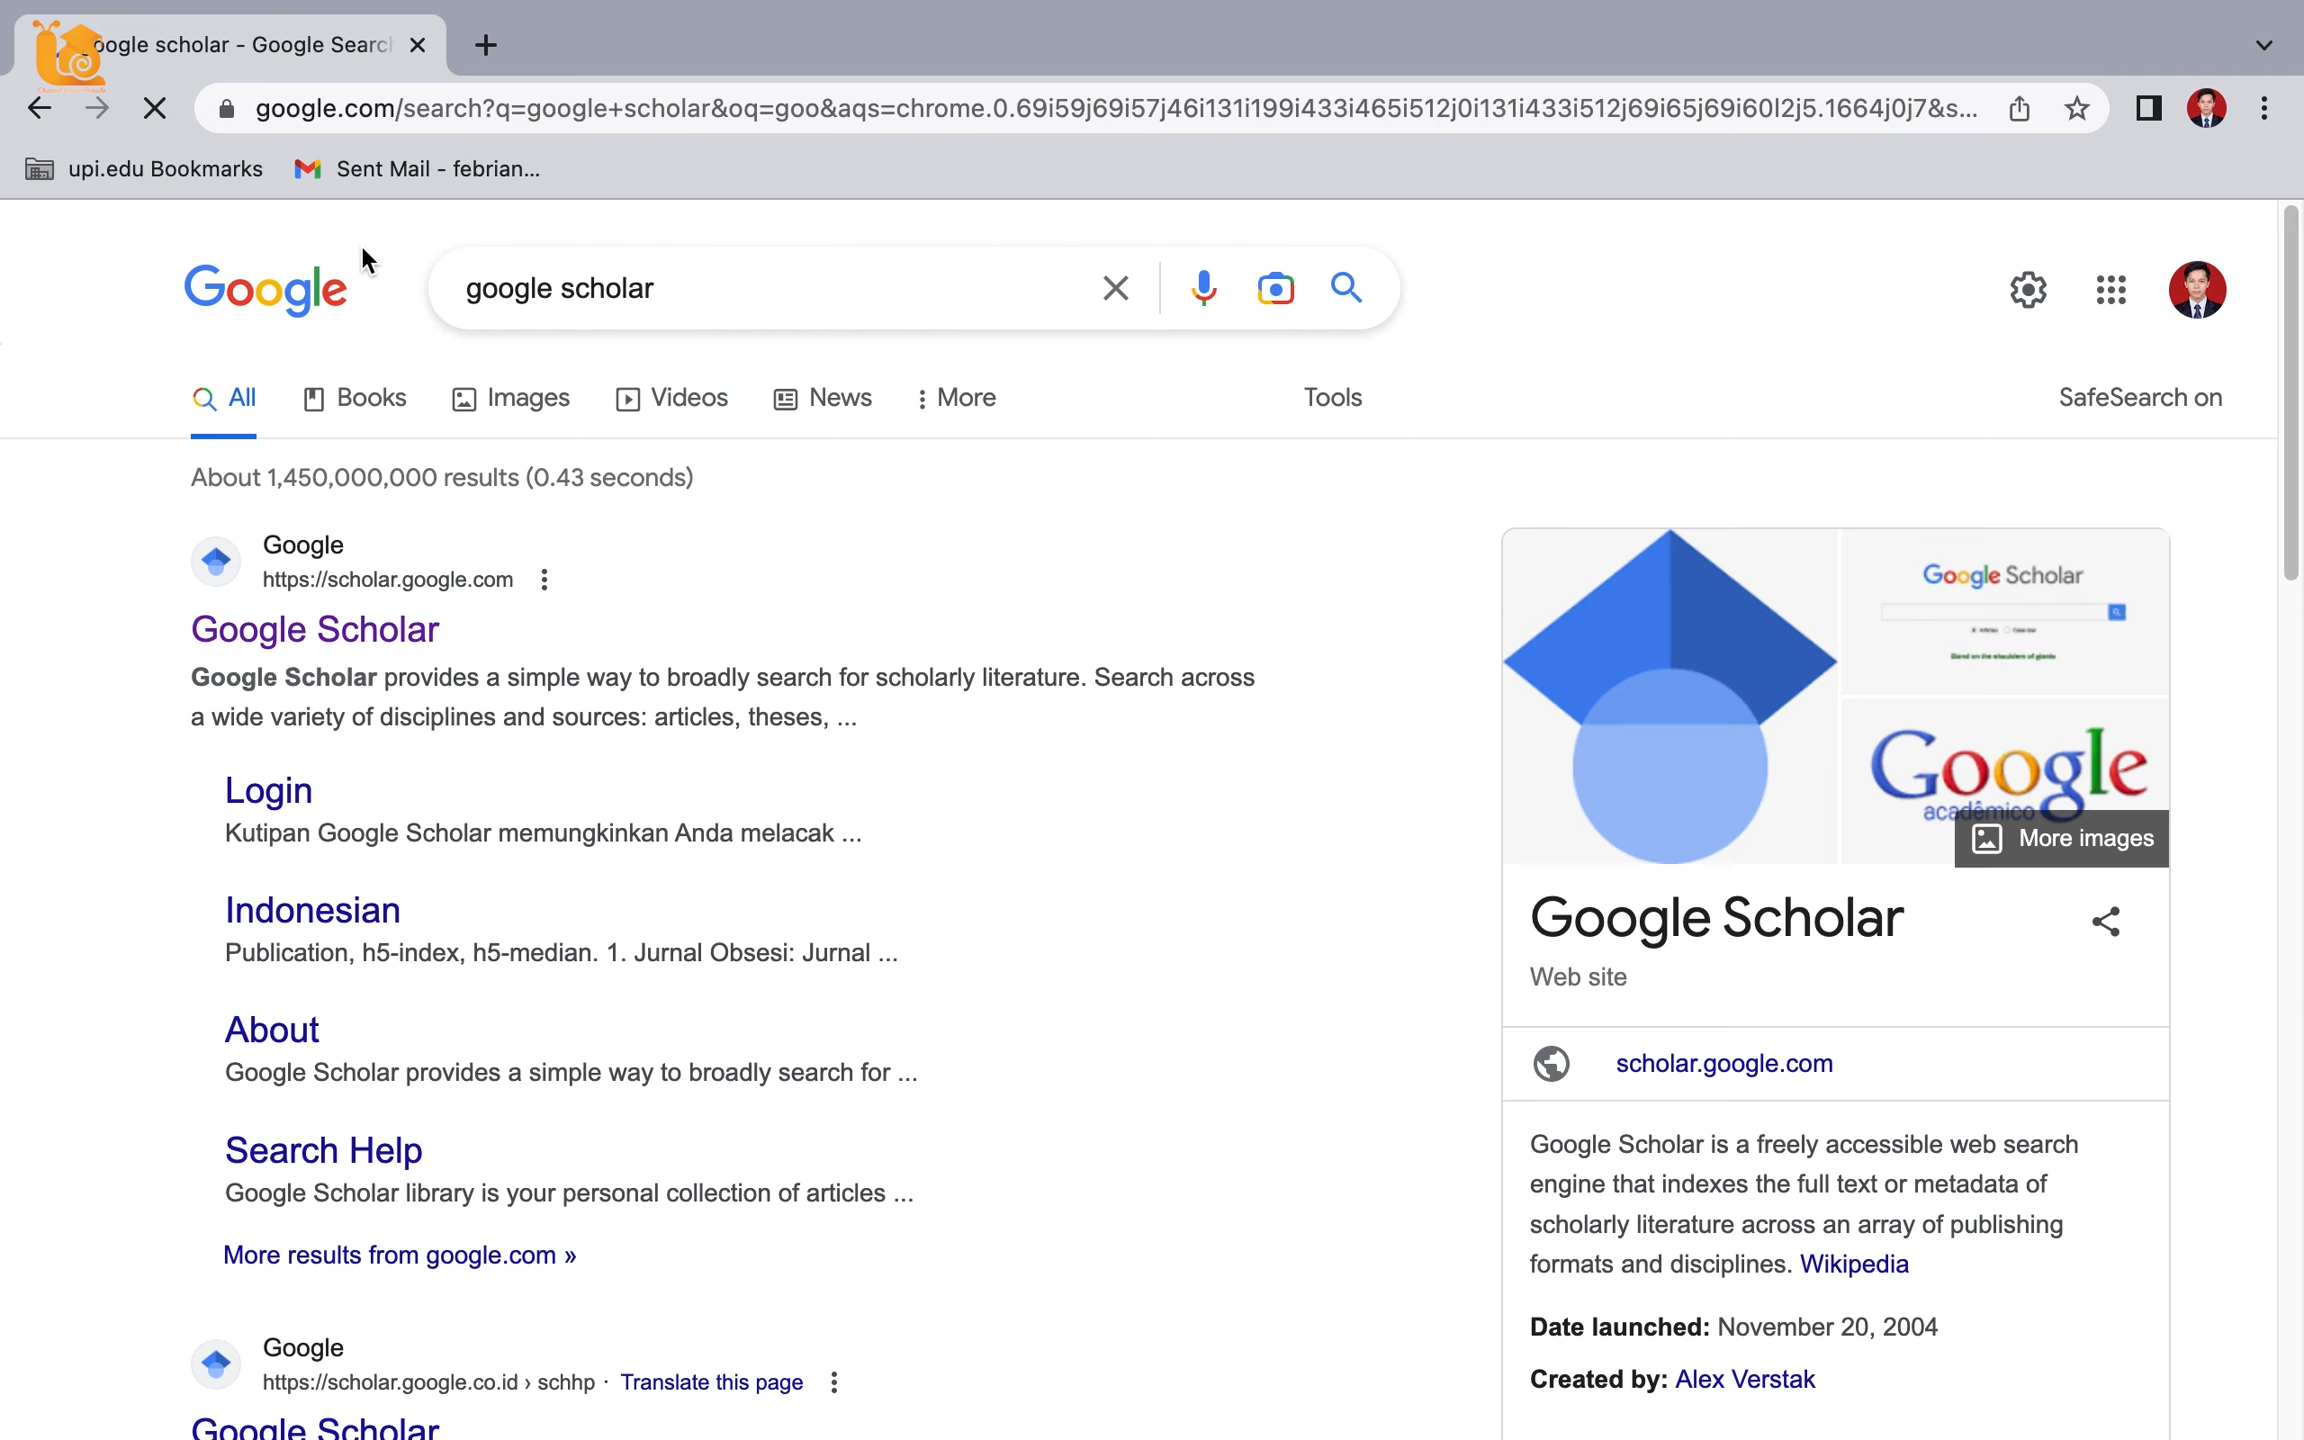 oogle scholar - Google Search
google.com/search?q=google+scholar&oq=goo&aqs=chrome.0.69i59j69i57j46i131i199i433i465i512j0i131i433i512j69i65j69i60l2j5.1664j0j7&s...
upi.edu Bookmarks
Sent Mail - febrian...
Google
google scholar
All
Books
Images
Videos
News
More
Tools
SafeSearch on
About 1,450,000,000 results (0.43 seconds)
Google
https://scholar.google.com
Google Scholar
Google Scholar provides a simple way to broadly search for scholarly literature. Search across
a wide variety of disciplines and sources: articles, theses, ...
Login
Kutipan Google Scholar memungkinkan Anda melacak ...
Indonesian
Publication, h5-index, h5-median. 1. Jurnal Obsesi: Jurnal ...
About
Google Scholar provides a simple way to broadly search for ...
Search Help
Google Scholar library is your personal collection of articles ...
More results from google.com »
Google
https://scholar.google.co.id › schhp · Translate this page
Google Scholar
Google Scholar
Stand on the shoulders of giants
Google
acadêmico
More images
Google Scholar
Web site
scholar.google.com
Google Scholar is a freely accessible web search
engine that indexes the full text or metadata of
scholarly literature across an array of publishing
formats and disciplines. Wikipedia
Date launched: November 20, 2004
Created by: Alex Verstak